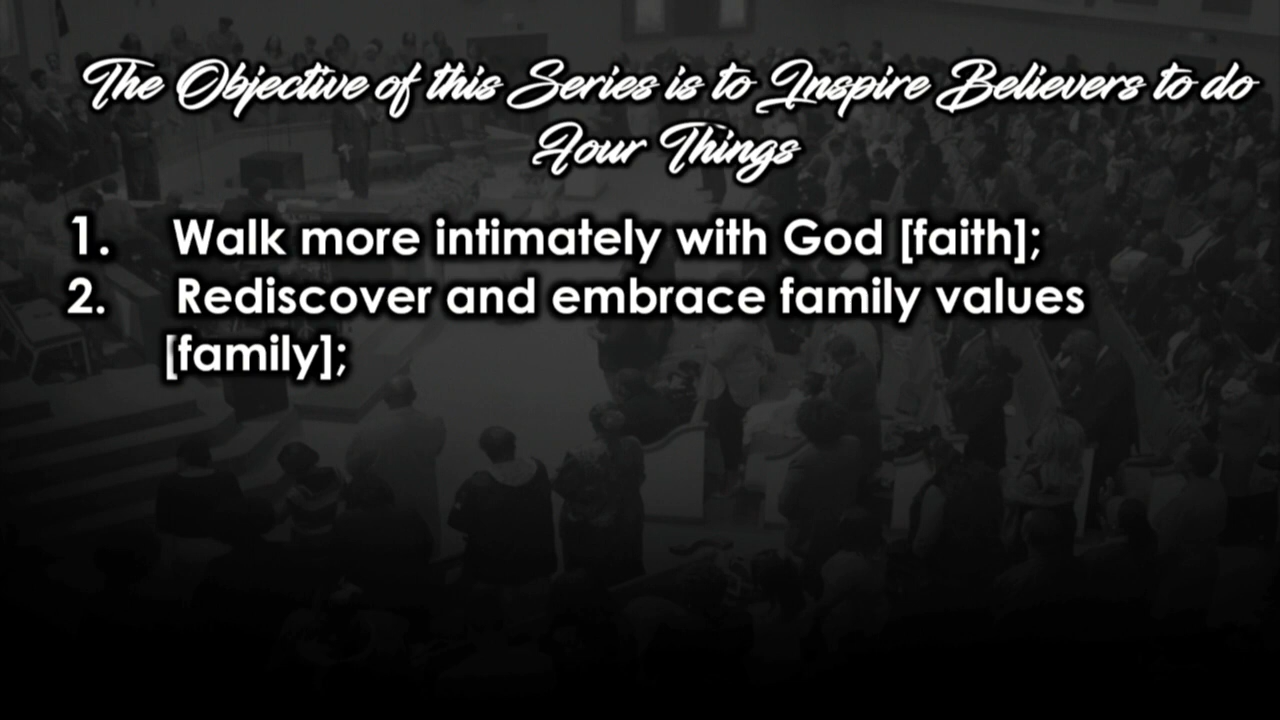 The Objective of this Series is to Inspire Believers to do
Four Things
1. Walk more intimately with God [faith];
2. Rediscover and embrace family values
[family];